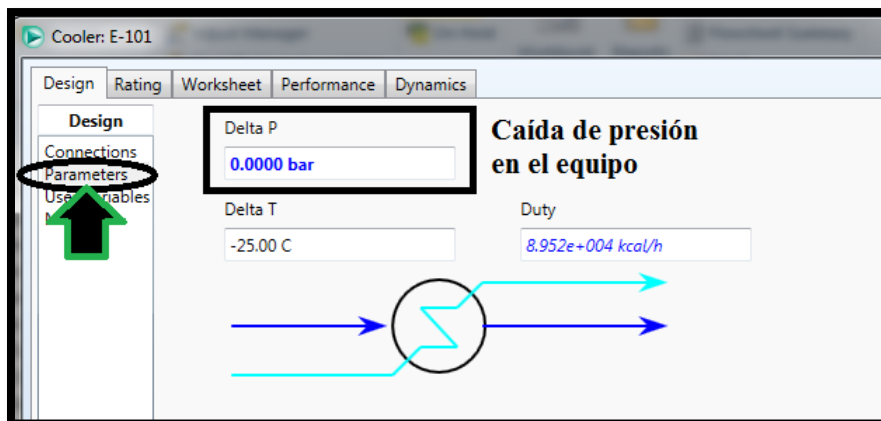 Cooler: E-101
Design Rating Worksheet Performance Dynamics
Design
Connections
Parameters
Delta P
0.0000 bar
Caída de presión
en el equipo
Delta T
-25.00 C
Duty
8.952e+004 kcal/h